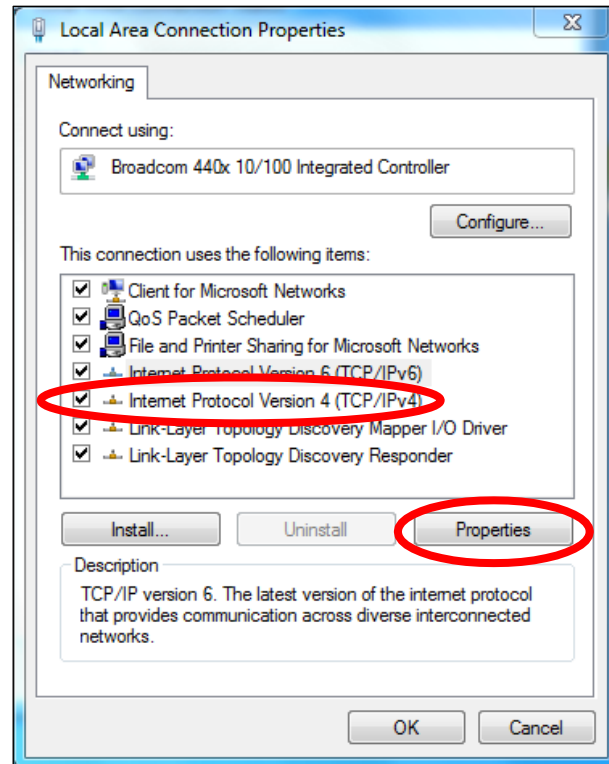 Local Area Connection Properties
Networking
Connect using:
Broadcom 440x 10/100 Integrated Controller
Configure...
This connection uses the following items:
Client for Microsoft Networks
QoS Packet Scheduler
File and Printer Sharing for Microsoft Networks
Internet Protocol Version 6 (TCP/IPv6)
Internet Protocol Version 4 (TCP/IPv4)
Link-Layer Topology Discovery Mapper I/O Driver
Link-Layer Topology Discovery Responder
Install... Uninstall Properties
Description
TCP/IP version 6. The latest version of the internet protocol
that provides communication across diverse interconnected
networks.
OK Cancel